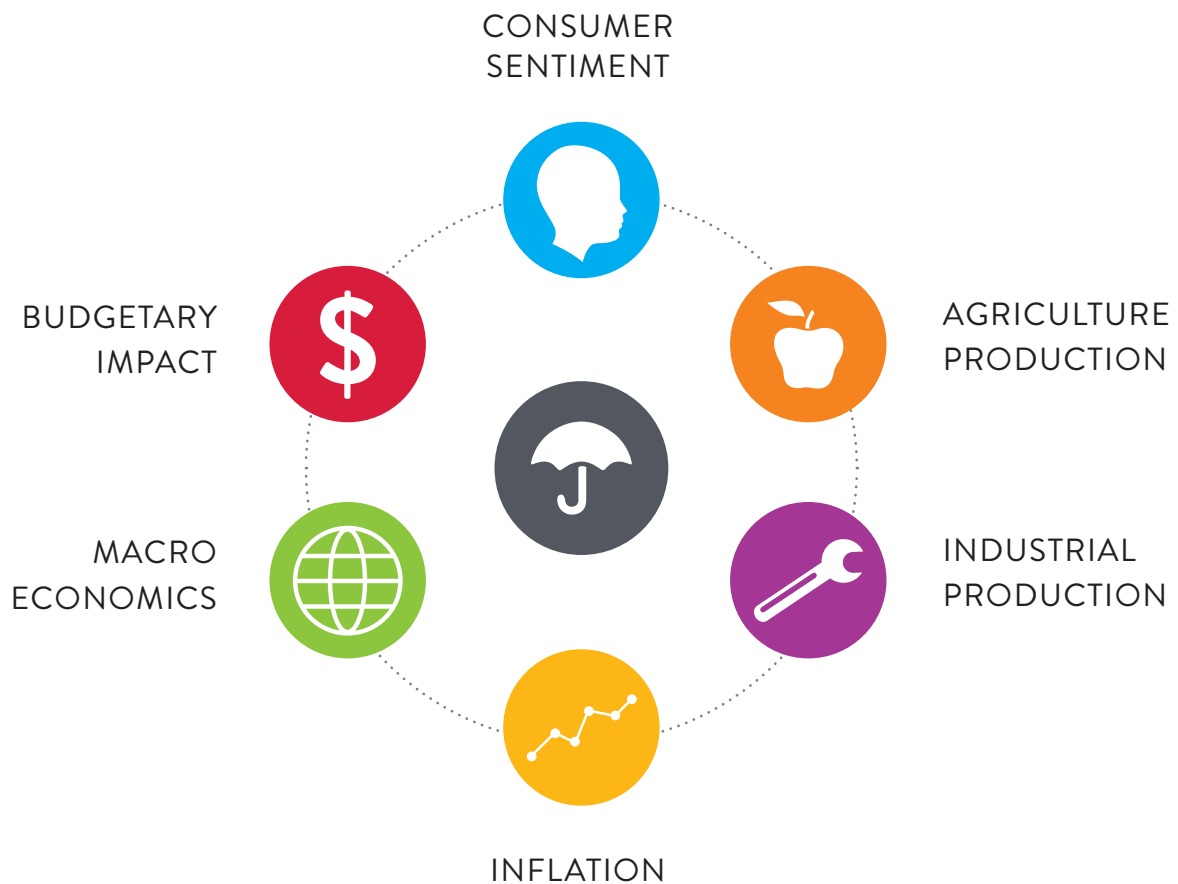 CONSUMER
SENTIMENT
BUDGETARY
IMPACT
AGRICULTURE
PRODUCTION
MACRO
ECONOMICS
INDUSTRIAL
PRODUCTION
INFLATION